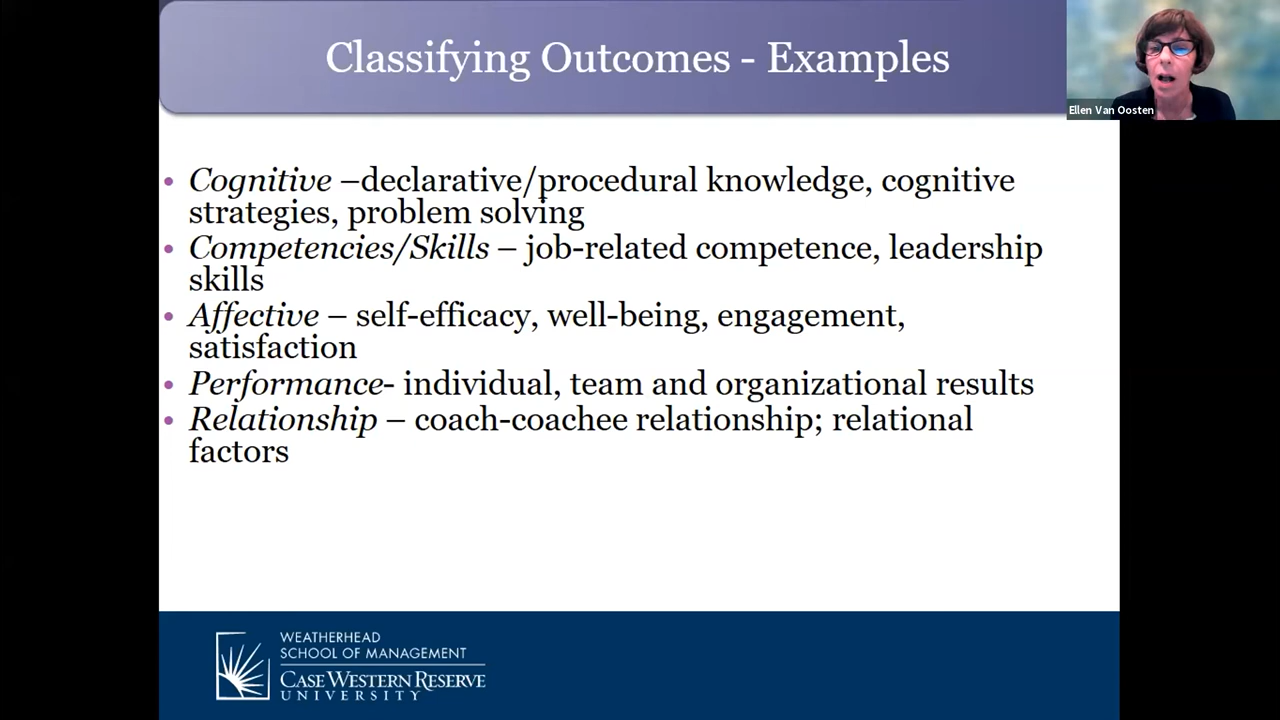 Classifying Outcomes - Examples
Ellen Van Oosten
• Cognitive –declarative/procedural knowledge, cognitive
strategies, problem solving
• Competencies/Skills – job-related competence, leadership
skills
• Affective – self-efficacy, well-being, engagement,
satisfaction
• Performance- individual, team and organizational results
• Relationship – coach-coachee relationship; relational
factors
WEATHERHEAD
SCHOOL OF MANAGEMENT
CASE WESTERN RESERVE
UNIVERSITY